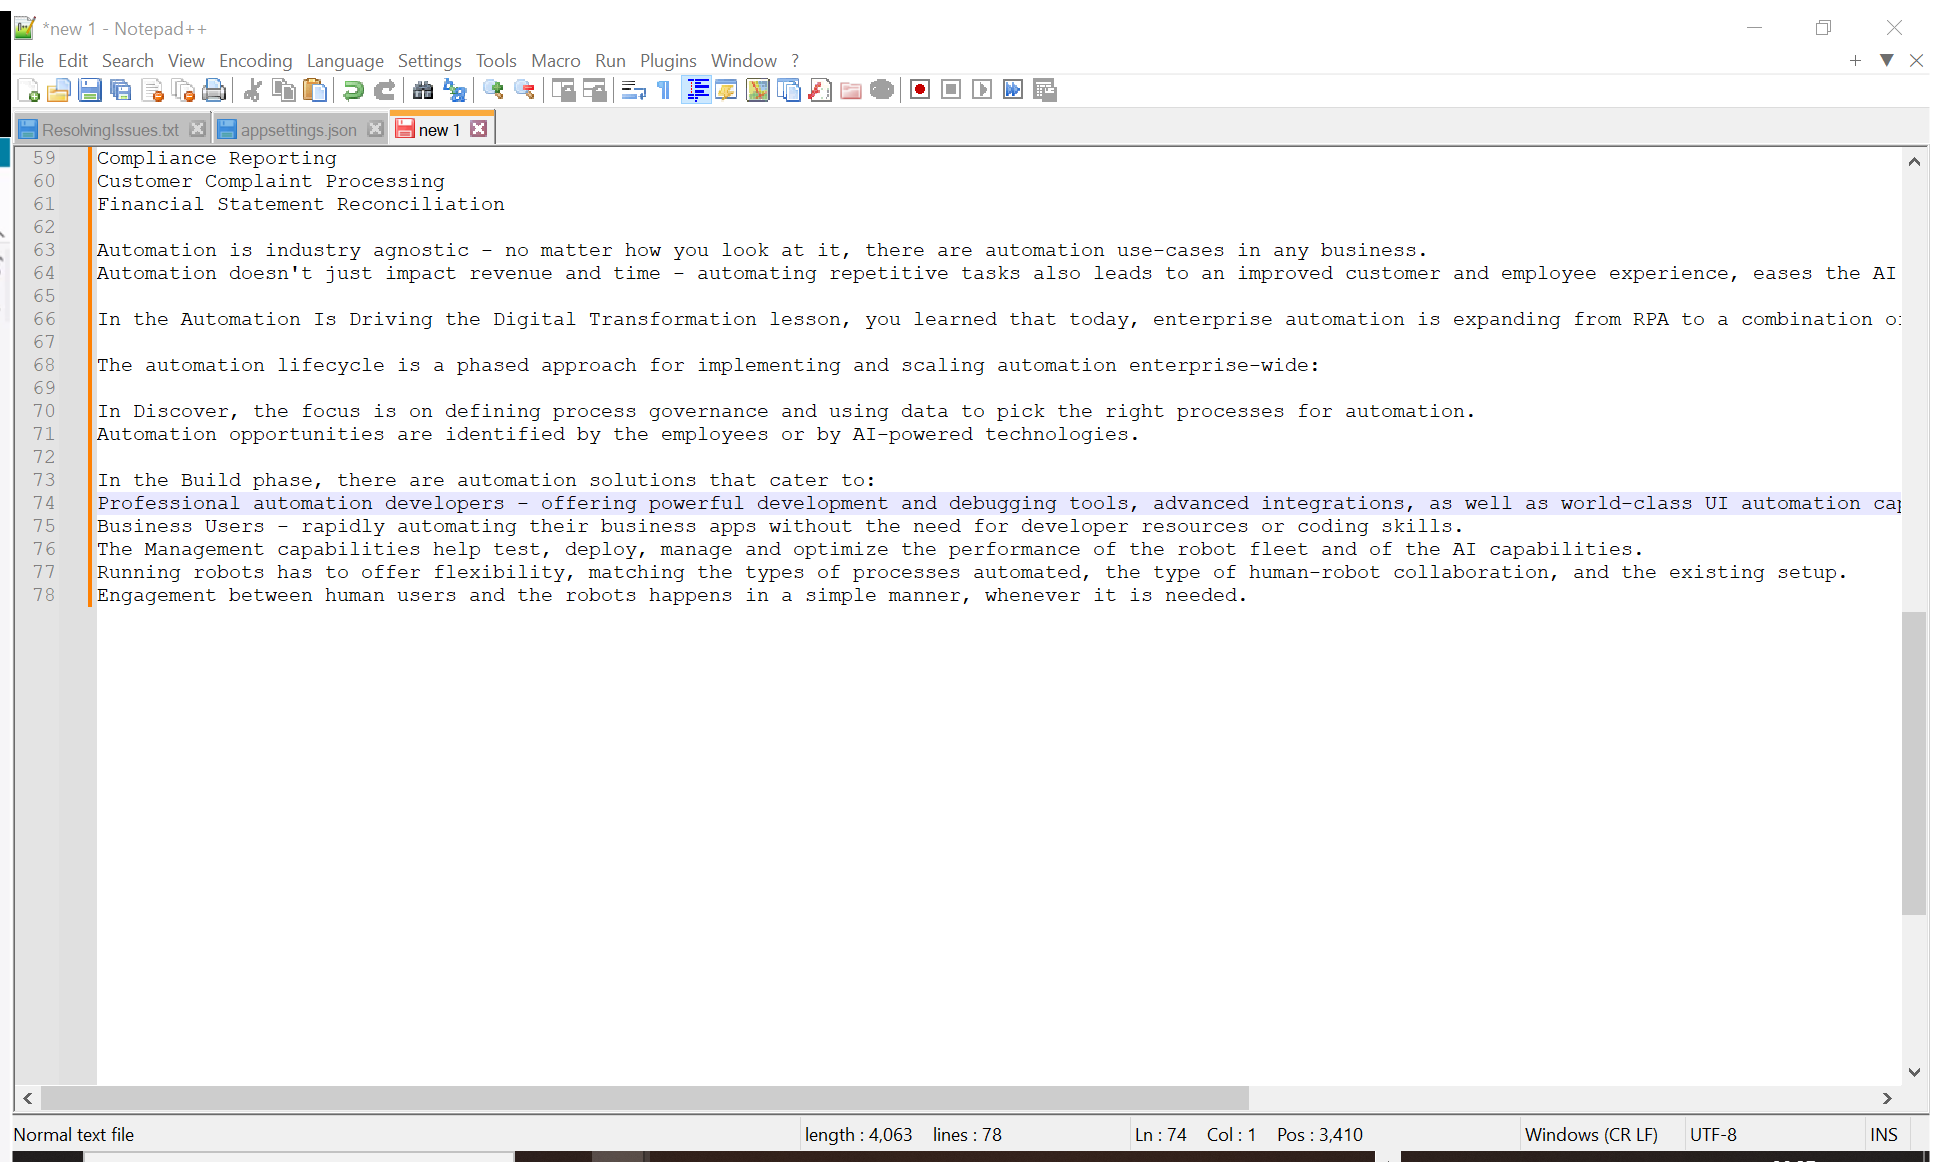 *new 1 - Notepad++
File Edit Search View Encoding Language Settings Tools Macro Run Plugins Window ?
ResolvingIssues.txt appsettings.json new 1
59 Compliance Reporting
60 Customer Complaint Processing
61 Financial Statement Reconciliation
62
63 Automation is industry agnostic - no matter how you look at it, there are automation use-cases in any business.
64 Automation doesn't just impact revenue and time - automating repetitive tasks also leads to an improved customer and employee experience, eases the AI
65
66 In the Automation Is Driving the Digital Transformation lesson, you learned that today, enterprise automation is expanding from RPA to a combination
67
68 The automation lifecycle is a phased approach for implementing and scaling automation enterprise-wide:
69
70 In Discover, the focus is on defining process governance and using data to pick the right processes for automation.
71 Automation opportunities are identified by the employees or by AI-powered technologies.
72
73 In the Build phase, there are automation solutions that cater to:
74 Professional automation developers - offering powerful development and debugging tools, advanced integrations, as well as world-class UI automation
75 Business Users - rapidly automating their business apps without the need for developer resources or coding skills.
76 The Management capabilities help test, deploy, manage and optimize the performance of the robot fleet and of the AI capabilities.
77 Running robots has to offer flexibility, matching the types of processes automated, the type of human-robot collaboration, and the existing setup.
78 Engagement between human users and the robots happens in a simple manner, whenever it is needed.
Normal text file length : 4,063 lines : 78 Ln : 74 Col : 1 Pos : 3,410 Windows (CR LF) UTF-8 INS